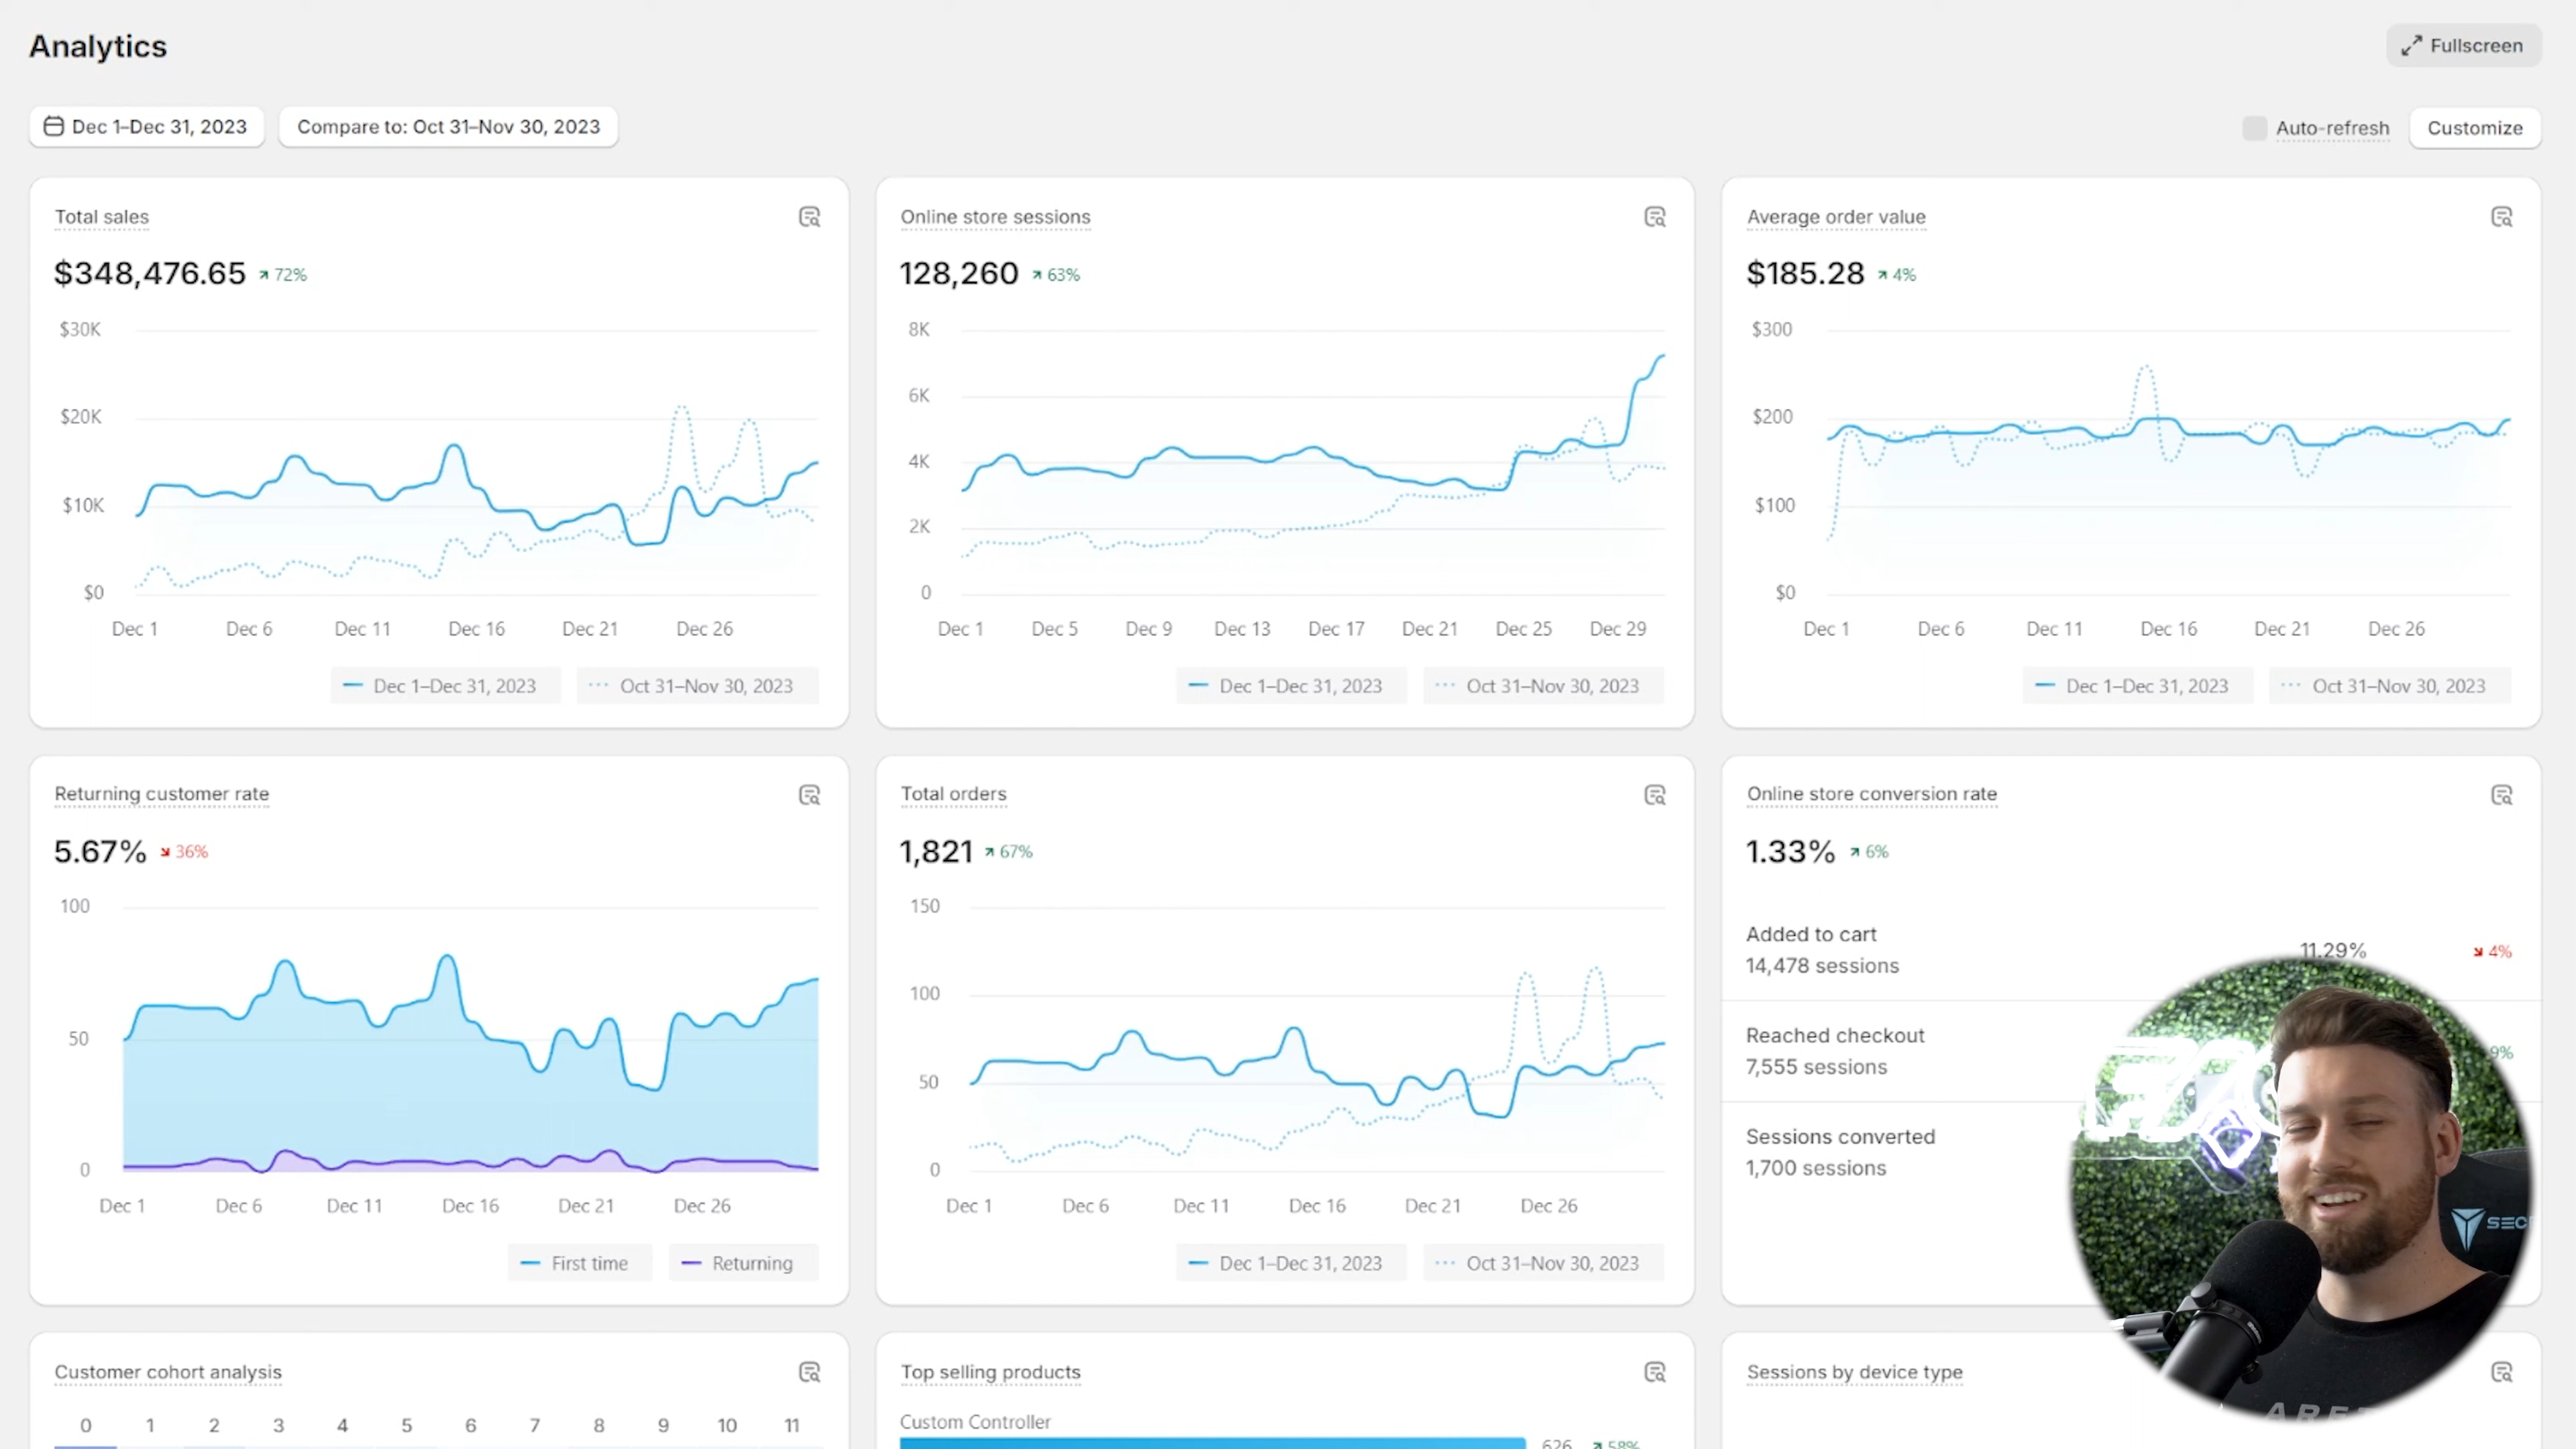 Analytics
Fullscreen
Dec 1–Dec 31, 2023
Compare to: Oct 31–Nov 30, 2023
Auto-refresh
Customize
Total sales
$348,476.65 72%
$30K
$20K
$10K
$0
Dec 1 Dec 6 Dec 11 Dec 16 Dec 21 Dec 26
Dec 1–Dec 31, 2023 Oct 31–Nov 30, 2023
Online store sessions
128,260 63%
8K
6K
4K
2K
0
Dec 1 Dec 5 Dec 9 Dec 13 Dec 17 Dec 21 Dec 25 Dec 29
Dec 1–Dec 31, 2023 Oct 31–Nov 30, 2023
Average order value
$185.28 4%
$300
$200
$100
$0
Dec 1 Dec 6 Dec 11 Dec 16 Dec 21 Dec 26
Dec 1–Dec 31, 2023 Oct 31–Nov 30, 2023
Returning customer rate
5.67% 36%
100
50
0
Dec 1 Dec 6 Dec 11 Dec 16 Dec 21 Dec 26
First time Returning
Total orders
1,821 67%
150
100
50
0
Dec 1 Dec 6 Dec 11 Dec 16 Dec 21 Dec 26
Dec 1–Dec 31, 2023 Oct 31–Nov 30, 2023
Online store conversion rate
1.33% 6%
Added to cart
14,478 sessions
11.29% 4%
Reached checkout
7,555 sessions
9%
Sessions converted
1,700 sessions
SEC
Customer cohort analysis
0 1 2 3 4 5 6 7 8 9 10 11
Top selling products
Custom Controller
626 58%
Sessions by device type